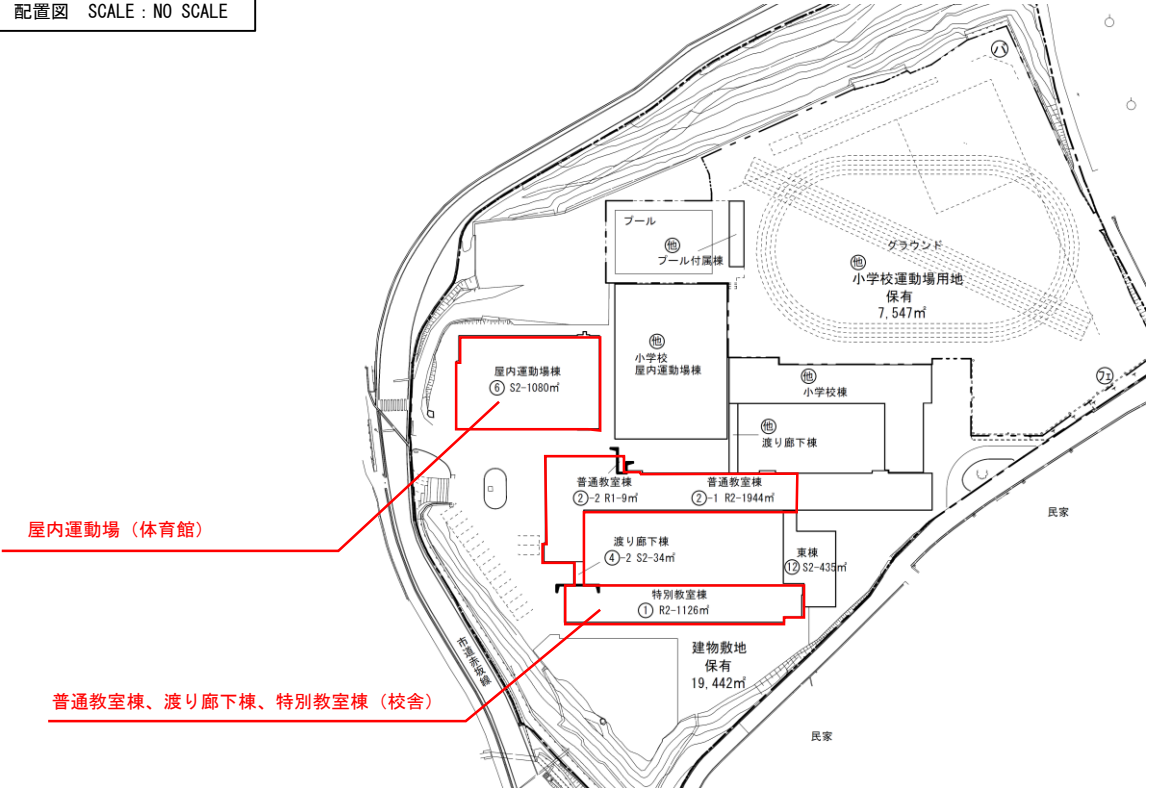 配置図 SCALE：NO SCALE
バ
プール
他
プール付属棟
グラウンド
他
小学校運動場用地
保有
7,547㎡
他
小学校
屋内運動場棟
他
小学校棟
フェ
屋内運動場棟
⑥ S2-1080㎡
他
渡り廊下棟
普通教室棟
②-2 R1-9㎡
普通教室棟
②-1 R2-1944㎡
民家
屋内運動場（体育館）
渡り廊下棟
④-2 S2-34㎡
東棟
⑫ S2-435㎡
特別教室棟
① R2-1126㎡
市道赤坂線
建物敷地
保有
19,442㎡
普通教室棟、渡り廊下棟、特別教室棟（校舎）
民家